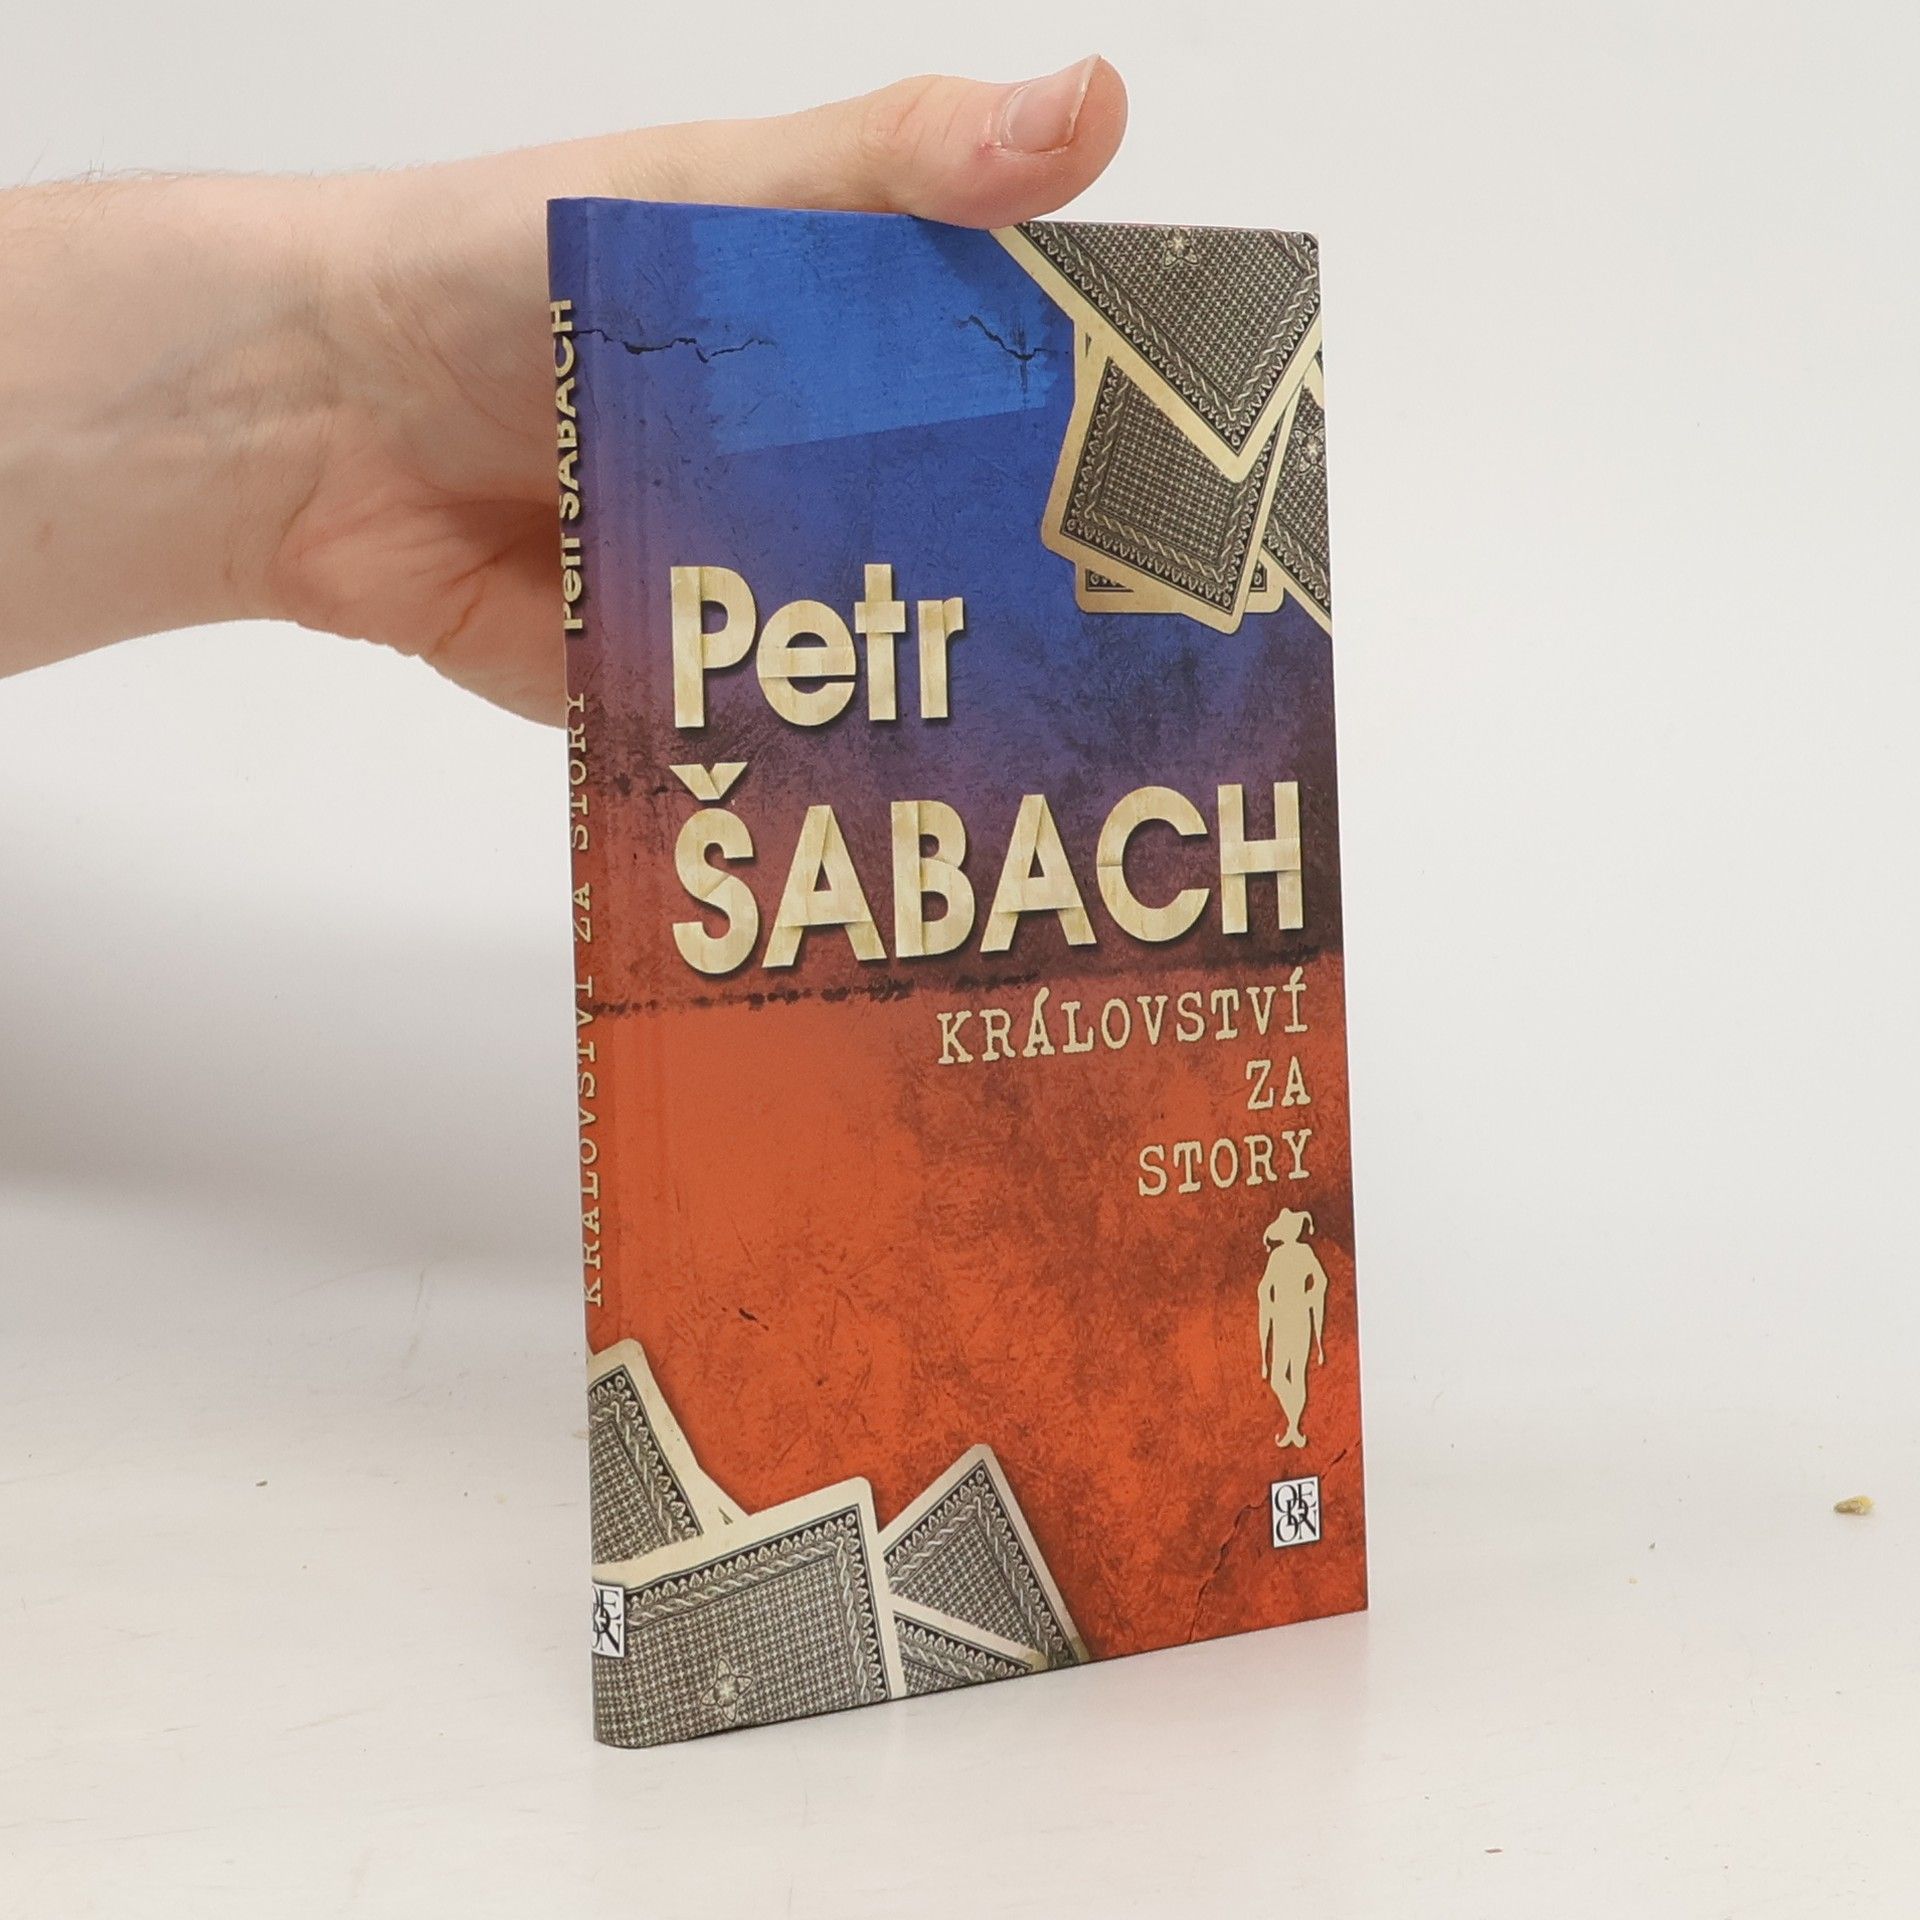 Petr ŠABACH KRÁLOVSTVÍ ZA STORY
Petr
ŠABACH
KRÁLOVSTVÍ
ZA
STORY